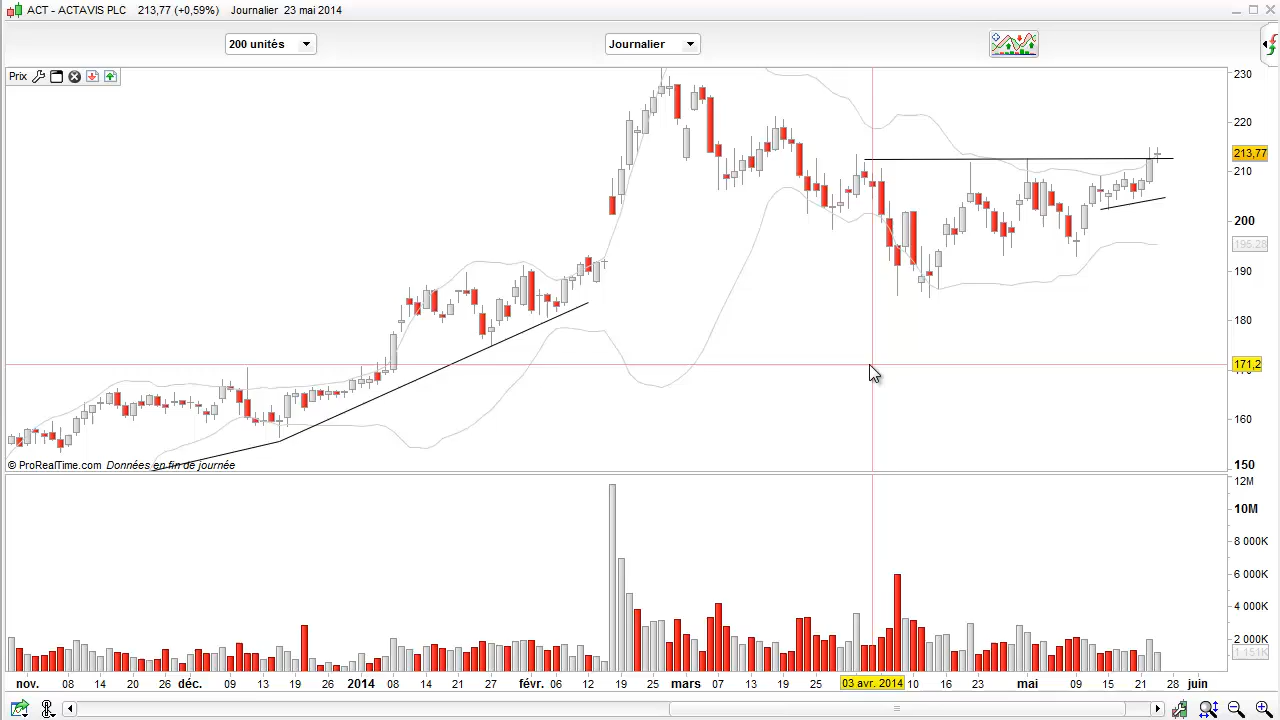 ACT - ACTAVIS PLC 213,77 (+0,59%) Journalier 23 mai 2014
200 unités Journalier
Prix
230
220
213,77
210
200
195.28
190
180
171,2
160
150
© ProRealTime.com Données en fin de journée
12M
10M
8 000K
6 000K
4 000K
2 000K
1 151K
nov. 08 14 20 26 déc. 09 13 19 26 2014 08 14 21 27 févr. 06 12 19 25 mars 07 13 19 25 03 avr. 2014 10 16 23 mai 09 15 21 28 juin